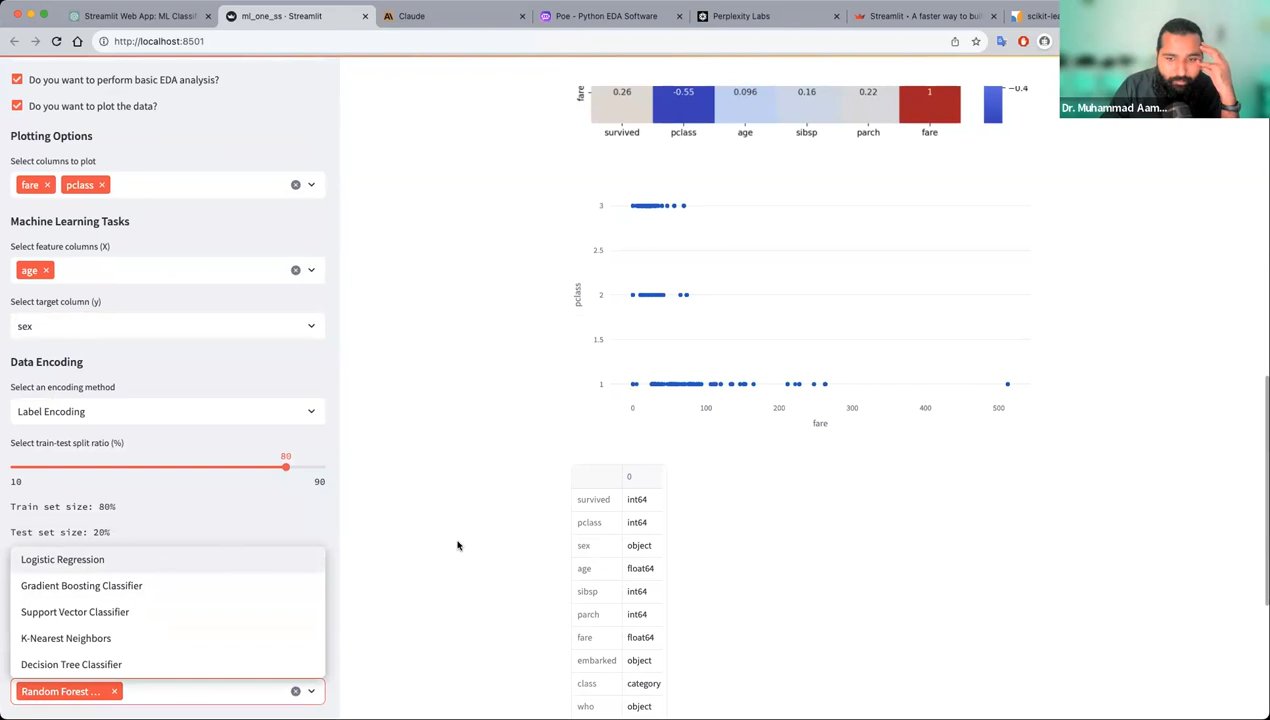 Streamlit Web App: ML Classif
ml_one_ss · Streamlit
Claude
Poe - Python EDA Software
Perplexity Labs
Streamlit • A faster way to bui
scikit-lea
http://localhost:8501
Dr. Muhammad Aam...
Do you want to perform basic EDA analysis?
Do you want to plot the data?
Plotting Options
Select columns to plot
fare
pclass
Machine Learning Tasks
Select feature columns (X)
age
Select target column (y)
sex
Data Encoding
Select an encoding method
Label Encoding
Select train-test split ratio (%)
80
10 90
Train set size: 80%
Test set size: 20%
Logistic Regression
Gradient Boosting Classifier
Support Vector Classifier
K-Nearest Neighbors
Decision Tree Classifier
Random Forest ...
fare
0.26 -0.55 0.096 0.16 0.22 1
−0.4
survived pclass age sibsp parch fare
3
2.5
2
1.5
1
pclass
0 100 200 300 400 500
fare
0
survived int64
pclass int64
sex object
age float64
sibsp int64
parch int64
fare float64
embarked object
class category
who object